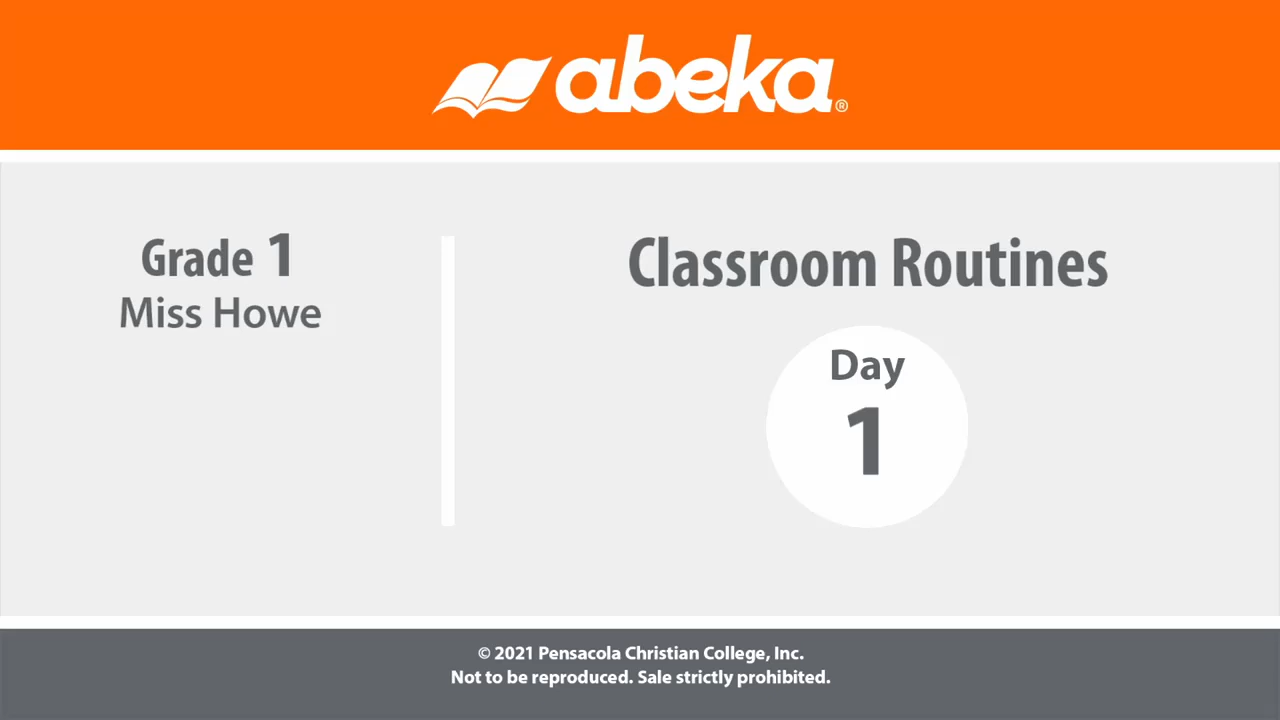 abeka®
Grade 1
Miss Howe
Classroom Routines
Day
1
© 2021 Pensacola Christian College, Inc.
Not to be reproduced. Sale strictly prohibited.